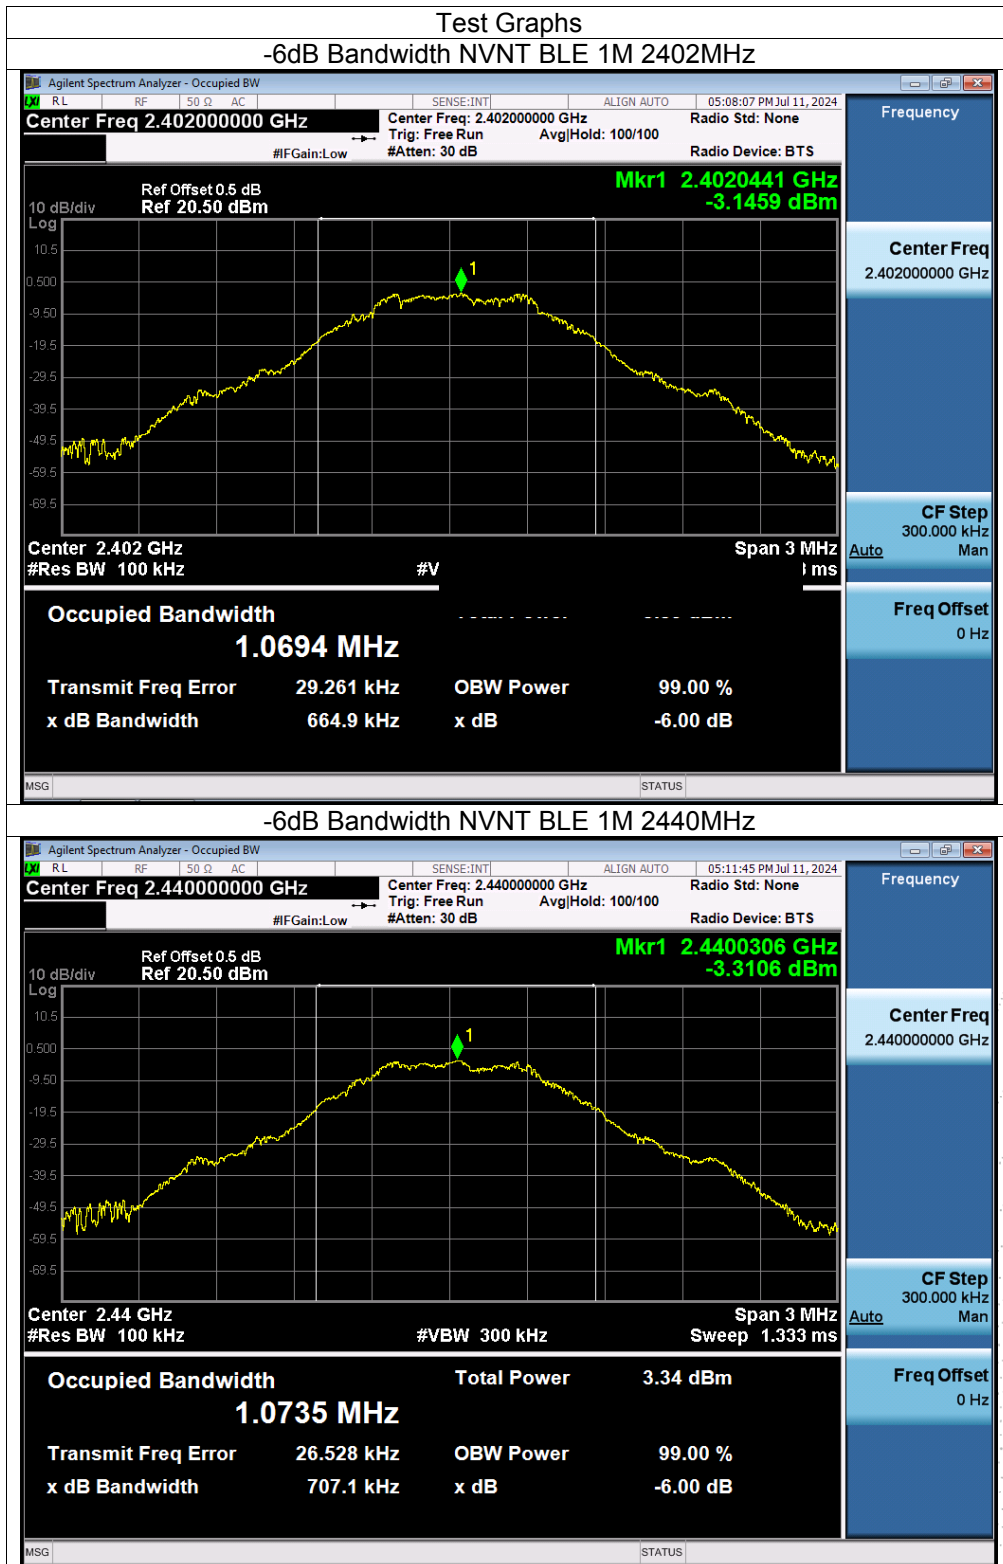 Test Graphs
-6dB Bandwidth NVNT BLE 1M 2402MHz
Agilent Spectrum Analyzer - Occupied BW
LXI RL RF 50 Ω AC SENSE:INT ALIGN AUTO 05:08:07 PM Jul 11, 2024
Center Freq 2.402000000 GHz Center Freq: 2.402000000 GHz Radio Std: None Frequency
Trig: Free Run Avg|Hold: 100/100
#IFGain:Low #Atten: 30 dB Radio Device: BTS
Mkr1 2.4020441 GHz
-3.1459 dBm
Ref Offset 0.5 dB
10 dB/div Ref 20.50 dBm
Log
10.5
0.500
-9.50
-19.5
-29.5
-39.5
-49.5
-59.5
-69.5
1
Center Freq
2.402000000 GHz
Center 2.402 GHz Span 3 MHz
#Res BW 100 kHz #V ms
CF Step
300.000 kHz
Auto Man
Occupied Bandwidth
1.0694 MHz
Freq Offset
0 Hz
Transmit Freq Error 29.261 kHz OBW Power 99.00 %
x dB Bandwidth 664.9 kHz x dB -6.00 dB
MSG STATUS
-6dB Bandwidth NVNT BLE 1M 2440MHz
Agilent Spectrum Analyzer - Occupied BW
LXI RL RF 50 Ω AC SENSE:INT ALIGN AUTO 05:11:45 PM Jul 11, 2024
Center Freq 2.440000000 GHz Center Freq: 2.440000000 GHz Radio Std: None Frequency
Trig: Free Run Avg|Hold: 100/100
#IFGain:Low #Atten: 30 dB Radio Device: BTS
Mkr1 2.4400306 GHz
-3.3106 dBm
Ref Offset 0.5 dB
10 dB/div Ref 20.50 dBm
Log
10.5
0.500
-9.50
-19.5
-29.5
-39.5
-49.5
-59.5
-69.5
1
Center Freq
2.440000000 GHz
Center 2.44 GHz Span 3 MHz
#Res BW 100 kHz #VBW 300 kHz Sweep 1.333 ms
CF Step
300.000 kHz
Auto Man
Occupied Bandwidth Total Power 3.34 dBm
1.0735 MHz
Freq Offset
0 Hz
Transmit Freq Error 26.528 kHz OBW Power 99.00 %
x dB Bandwidth 707.1 kHz x dB -6.00 dB
MSG STATUS